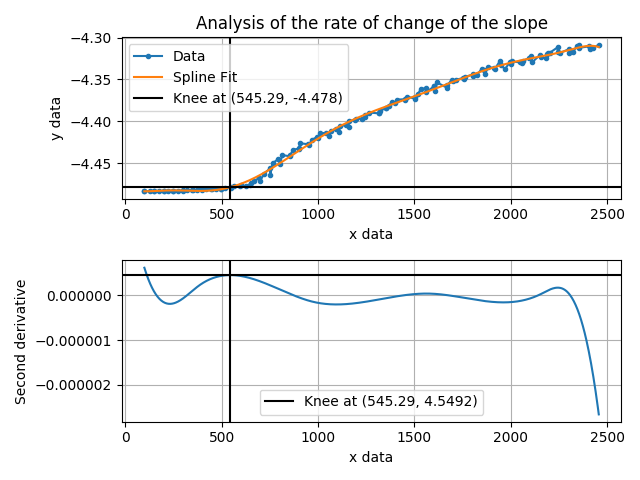 Analysis of the rate of change of the slope
−4.30
−4.35
−4.40
−4.45
y data
Data
Spline Fit
Knee at (545.29, -4.478)
0 500 1000 1500 2000 2500
x data
0.000000
−0.000001
−0.000002
Second derivative
Knee at (545.29, 4.5492)
0 500 1000 1500 2000 2500
x data